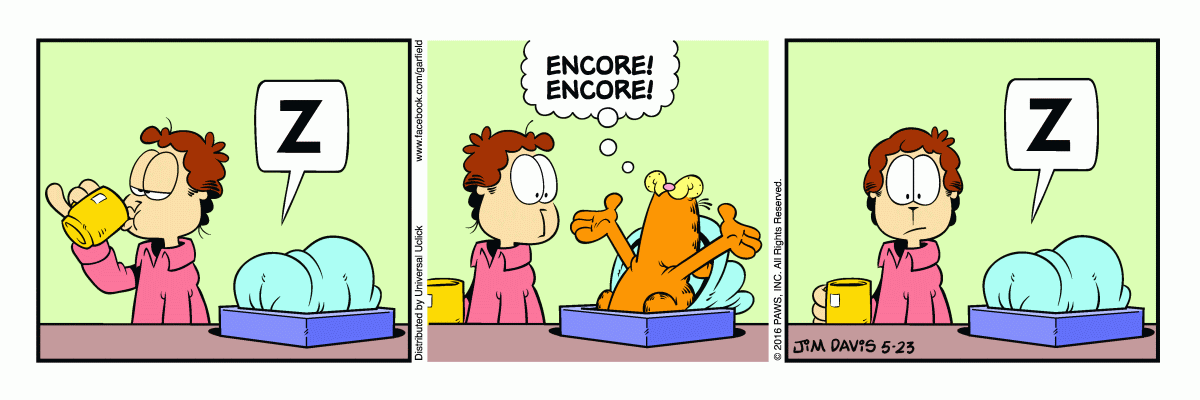 Z
www.facebook.com/garfield
Distributed by Universal Uclick
ENCORE!
ENCORE!
© 2016 PAWS, INC. All Rights Reserved.
Z
JIM DAVIS 5-23